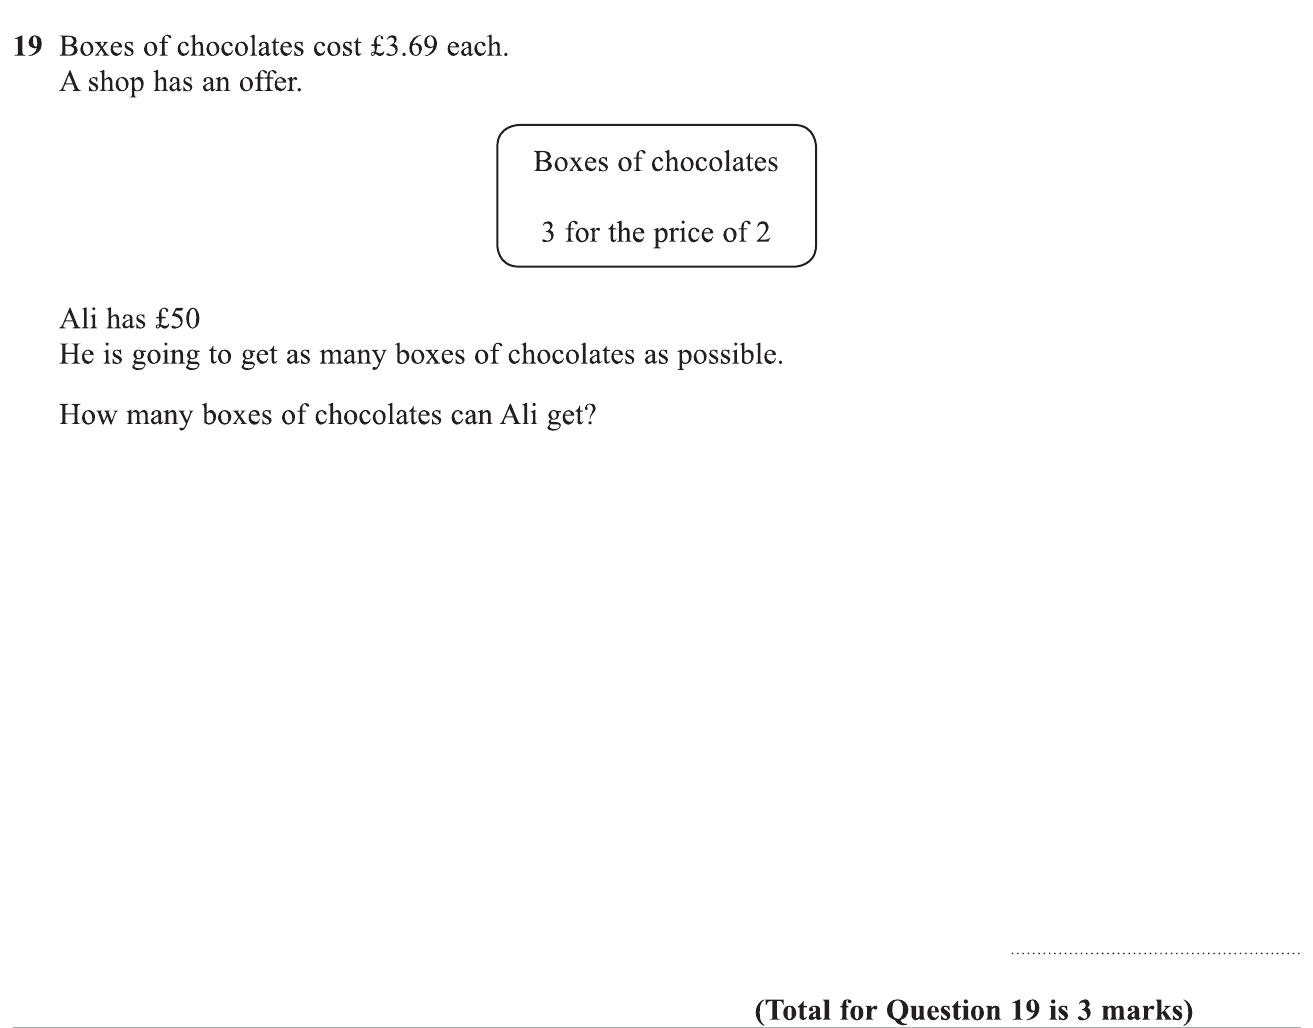 19 Boxes of chocolates cost £3.69 each.
A shop has an offer.
Boxes of chocolates
3 for the price of 2
Ali has £50
He is going to get as many boxes of chocolates as possible.
How many boxes of chocolates can Ali get?
(Total for Question 19 is 3 marks)